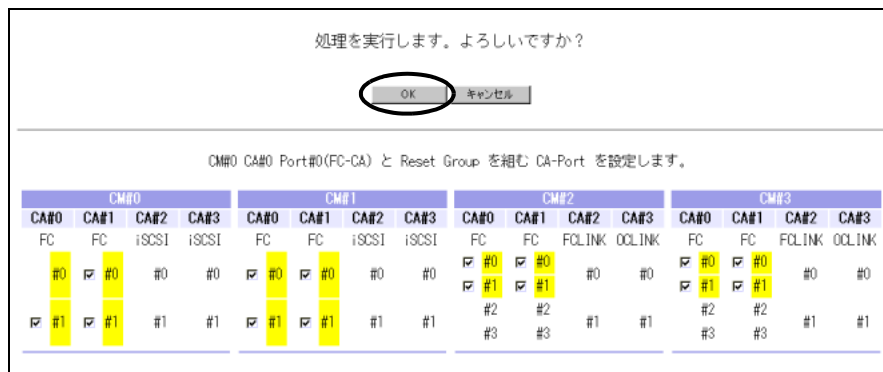 処理を実行します。よろしいですか？
OK キャンセル
CM#0 CA#0 Port#0(FC-CA) と Reset Group を組む CA-Port を設定します。
CM#0 CM#1 CM#2 CM#3
CA#0 CA#1 CA#2 CA#3 CA#0 CA#1 CA#2 CA#3 CA#0 CA#1 CA#2 CA#3 CA#0 CA#1 CA#2 CA#3
FC FC iSCSI iSCSI FC FC iSCSI iSCSI FC FC FCLINK OCLINK FC FC FCLINK OCLINK
#0 #0 #0 #0 #0 #0 #0 #0 #0 #0 #0 #0 #0 #0 #0 #0
#1 #1 #1 #1
#1 #1 #1 #1 #1 #1 #1 #1 #2 #2 #1 #1 #2 #2 #1 #1
#3 #3 #3 #3